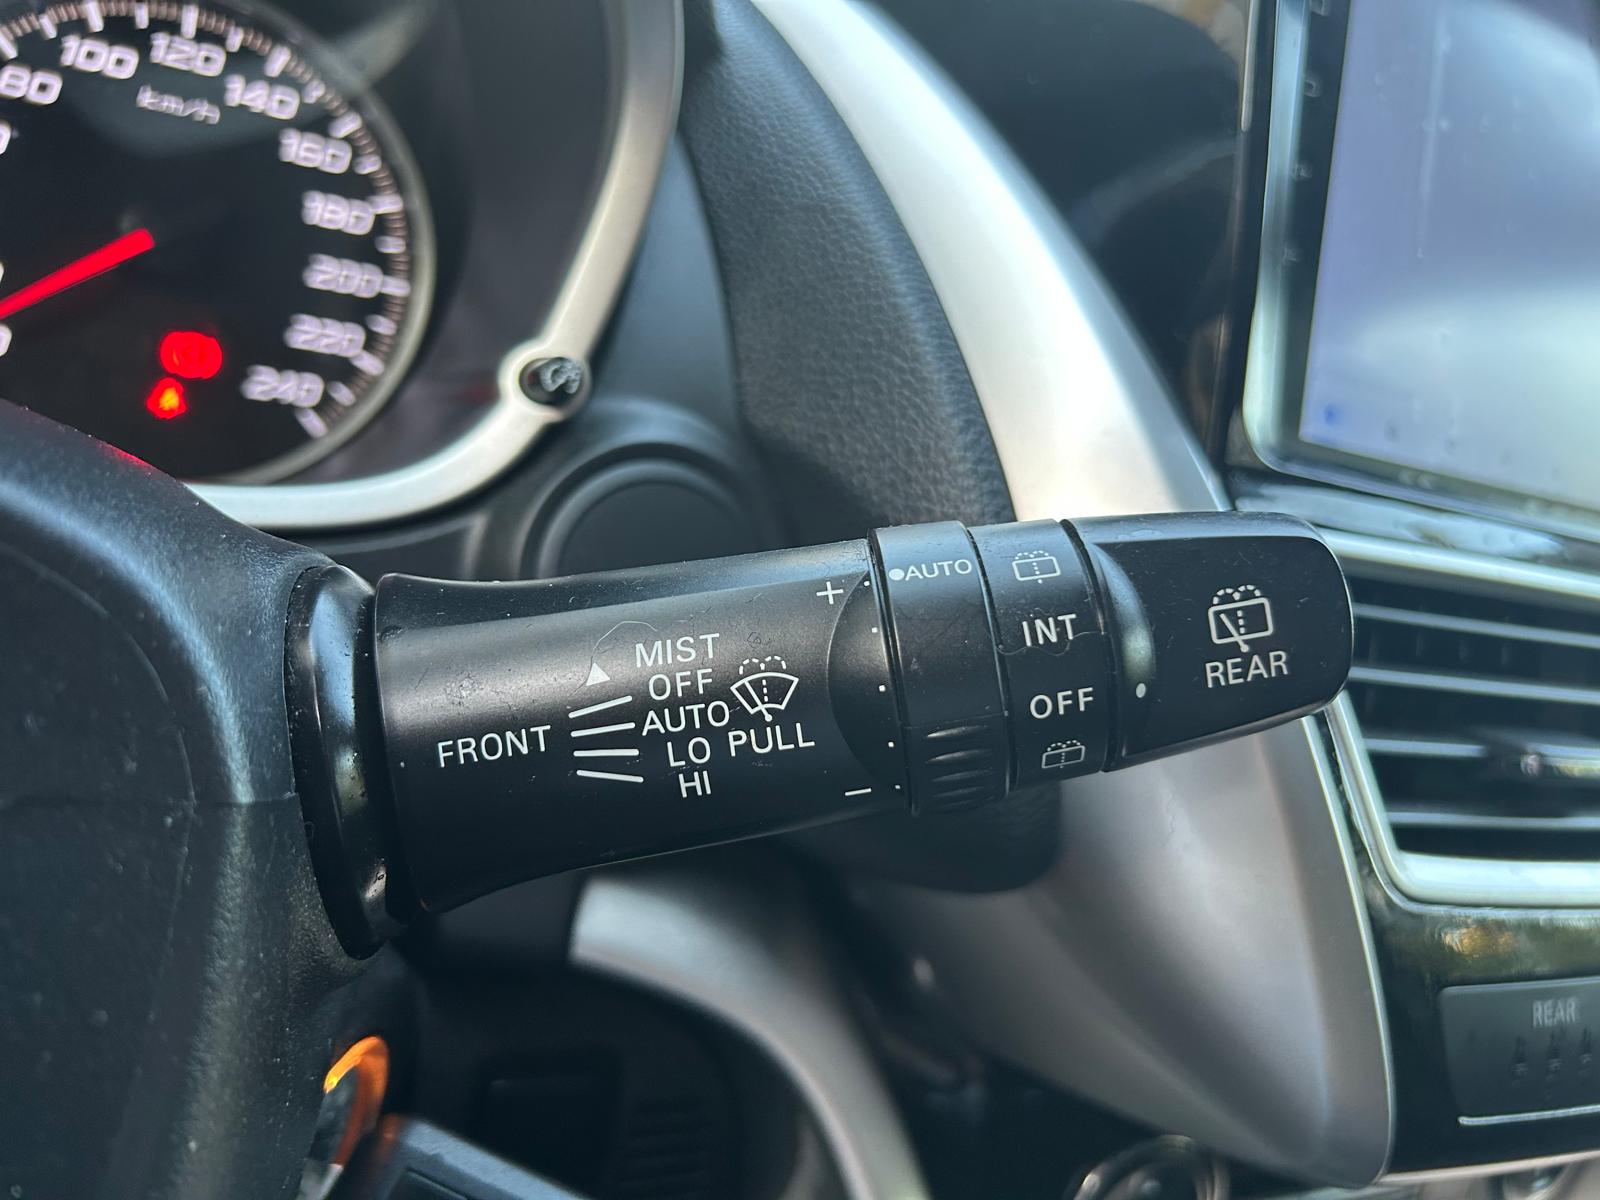 80
100
120
140
160
180
200
220
240
km/h
FRONT
MIST
OFF
AUTO
LO
HI
PULL
+
−
●AUTO
INT
OFF
REAR
REAR